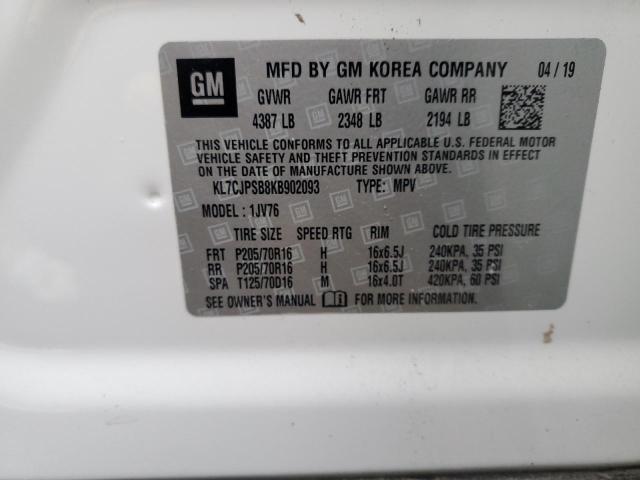 GM MFD BY GM KOREA COMPANY 04 / 19
GVWR GAWR FRT GAWR RR
4387 LB 2348 LB 2194 LB
THIS VEHICLE CONFORMS TO ALL APPLICABLE U.S. FEDERAL MOTOR
VEHICLE SAFETY AND THEFT PREVENTION STANDARDS IN EFFECT
ON THE DATE OF MANUFACTURE SHOWN ABOVE.
KL7CJPSB8KB902093 TYPE: MPV
MODEL : 1JV76
TIRE SIZE SPEED RTG RIM COLD TIRE PRESSURE
FRT P205/70R16 H 16x6.5J 240KPA, 35 PSI
RR P205/70R16 H 16x6.5J 240KPA, 35 PSI
SPA T125/70D16 M 16x4.0T 420KPA, 60 PSI
SEE OWNER'S MANUAL FOR MORE INFORMATION.